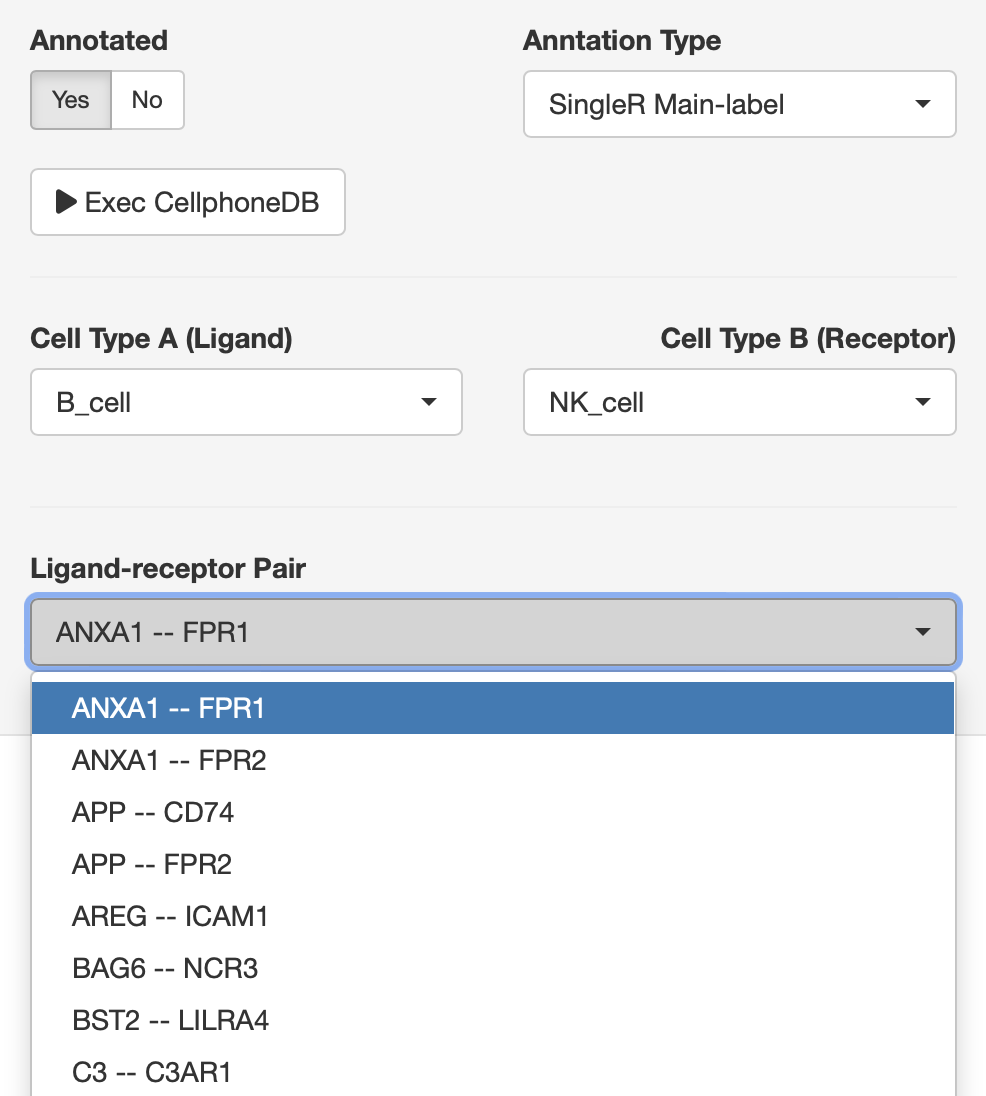 Annotated
Anntation Type
Yes No
SingleR Main-label
Exec CellphoneDB
Cell Type A (Ligand)
Cell Type B (Receptor)
B_cell
NK_cell
Ligand-receptor Pair
ANXA1 -- FPR1
ANXA1 -- FPR1
ANXA1 -- FPR2
APP -- CD74
APP -- FPR2
AREG -- ICAM1
BAG6 -- NCR3
BST2 -- LILRA4
C3 -- C3AR1